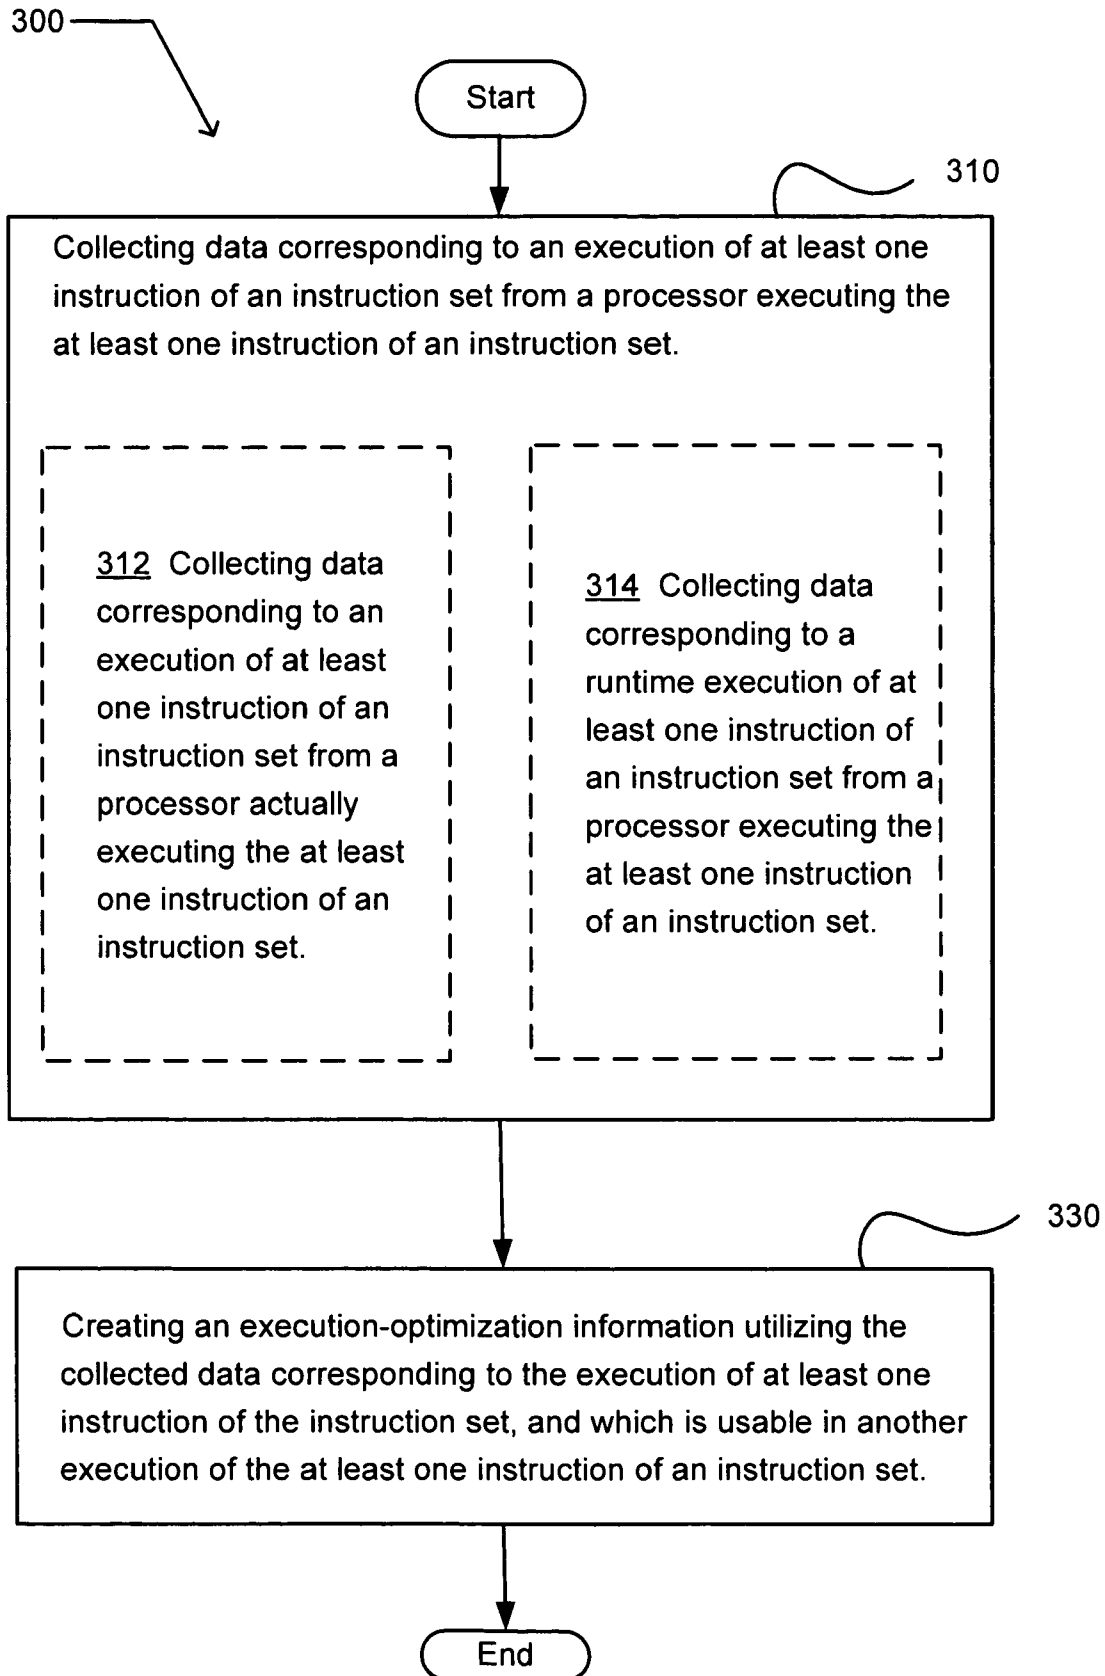 300
Start
310
Collecting data corresponding to an execution of at least one
instruction of an instruction set from a processor executing the
at least one instruction of an instruction set.
312 Collecting data
corresponding to an
execution of at least
one instruction of an
instruction set from a
processor actually
executing the at least
one instruction of an
instruction set.
314 Collecting data
corresponding to a
runtime execution of at
least one instruction of
an instruction set from a
processor executing the
at least one instruction
of an instruction set.
330
Creating an execution-optimization information utilizing the
collected data corresponding to the execution of at least one
instruction of the instruction set, and which is usable in another
execution of the at least one instruction of an instruction set.
End